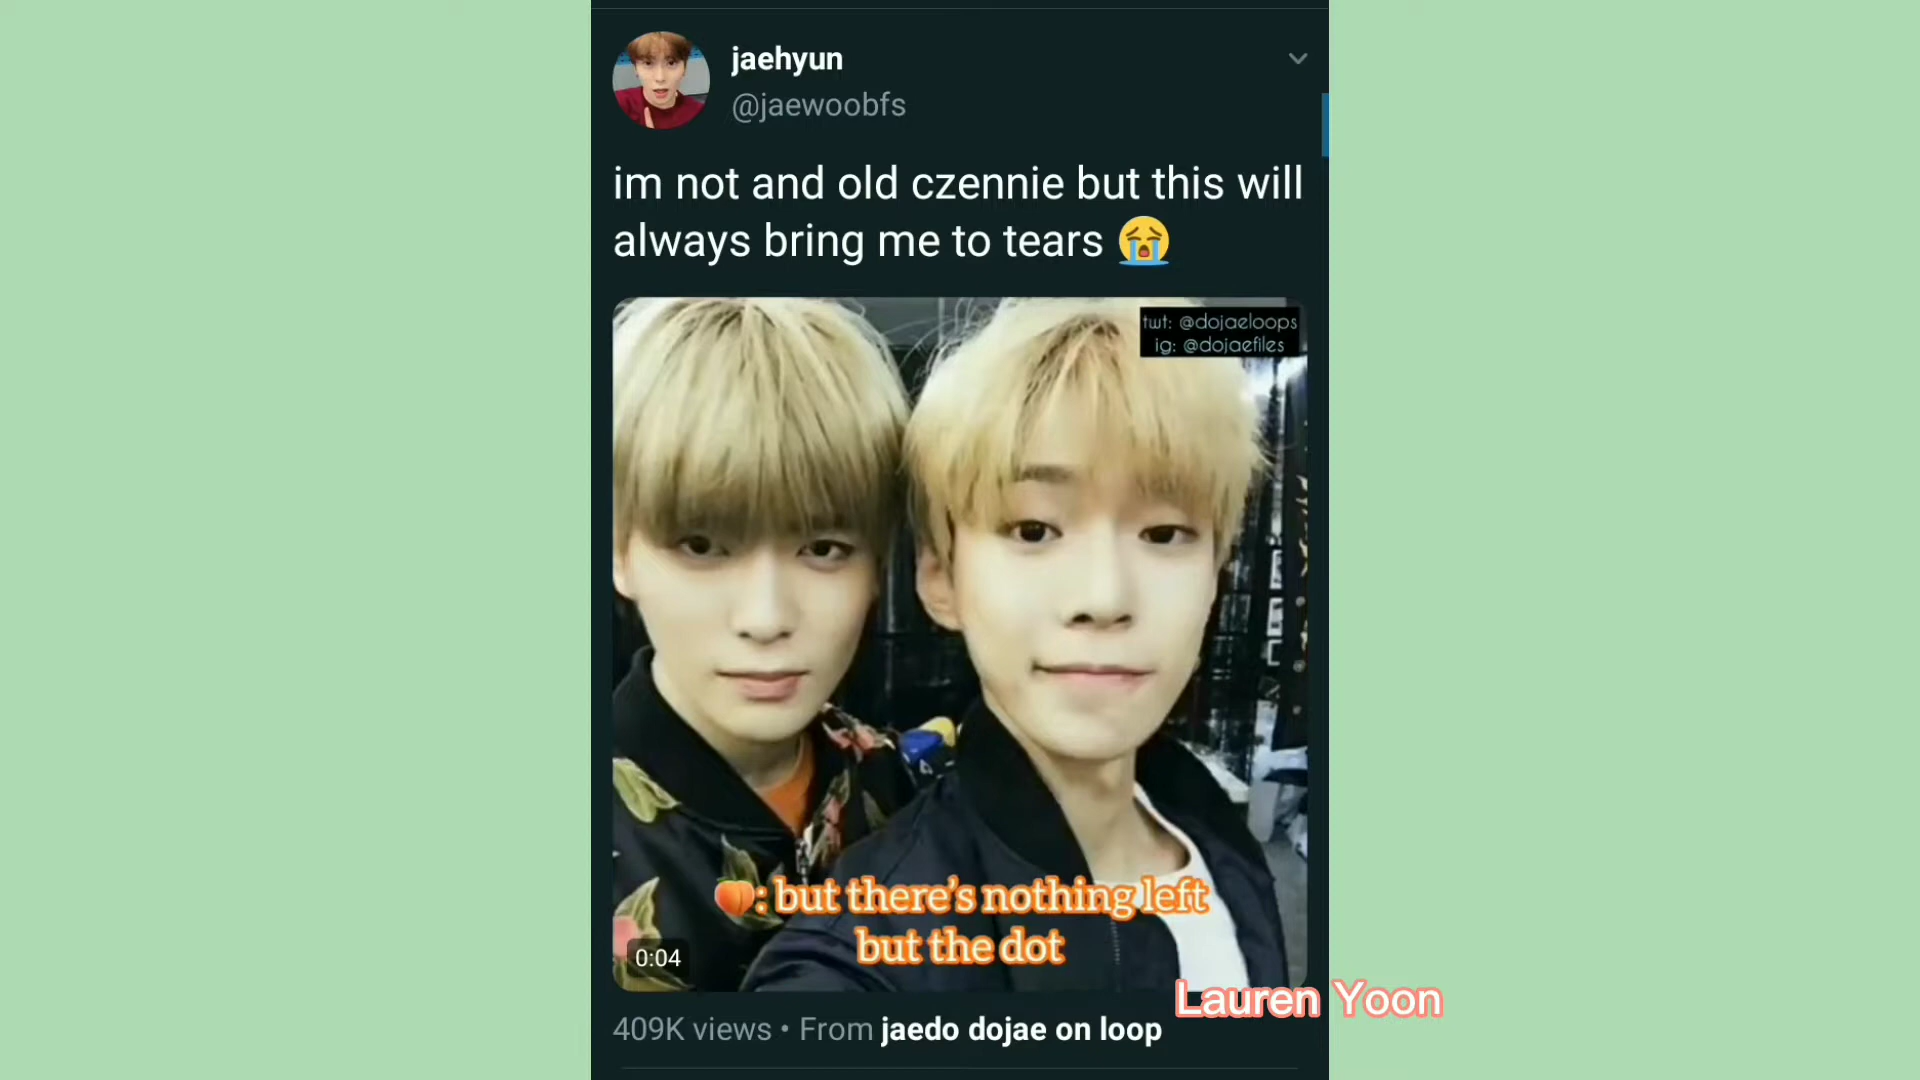 jaehyun
@jaewoobfs
im not and old czennie but this will
always bring me to tears 😭
twt: @dojaeloops
ig: @dojaefiles
🍑: but there's nothing left
but the dot
0:04
Lauren Yoon
409K views • From jaedo dojae on loop